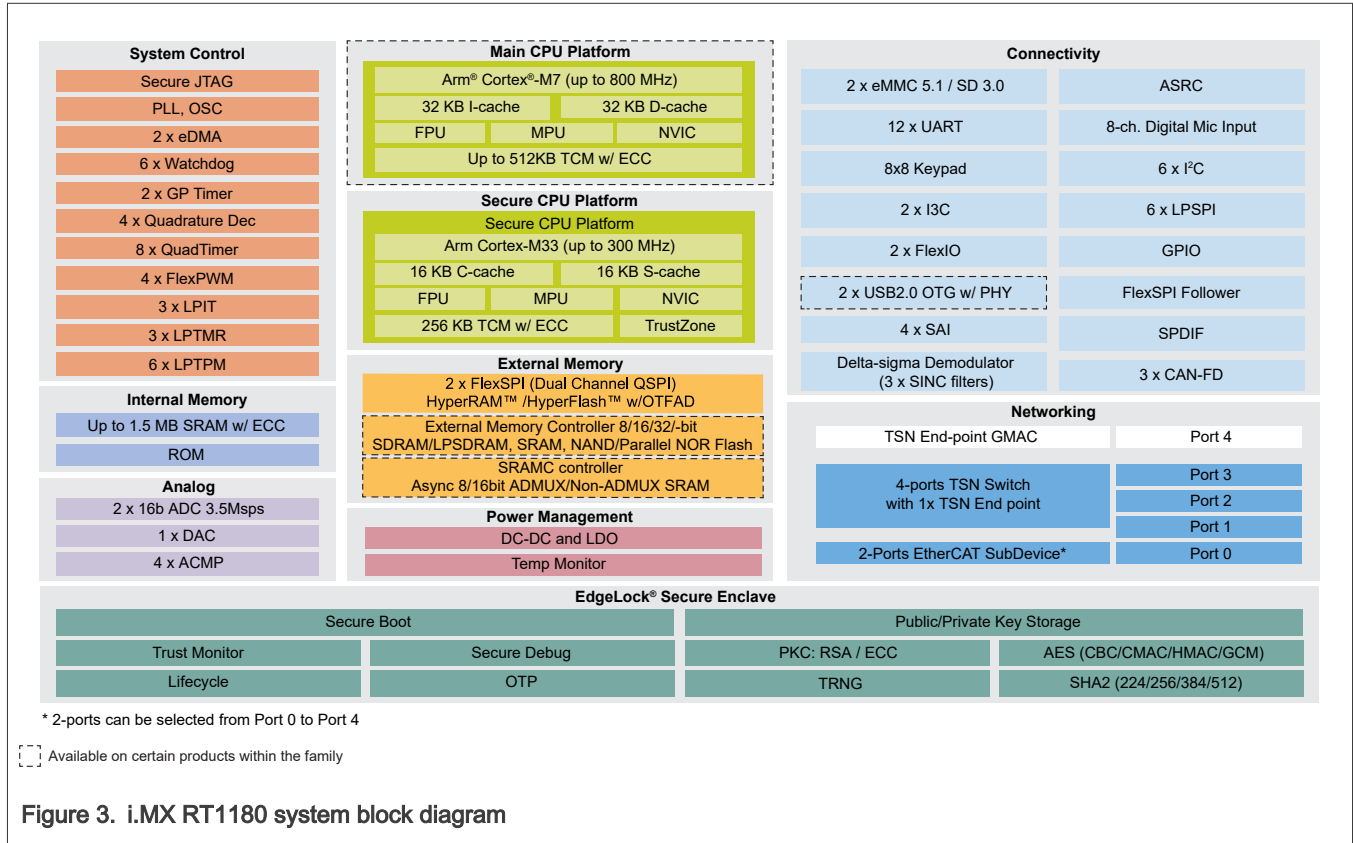 System Control
Secure JTAG
PLL, OSC
2 x eDMA
6 x Watchdog
2 x GP Timer
4 x Quadrature Dec
8 x QuadTimer
4 x FlexPWM
3 x LPIT
3 x LPTMR
6 x LPTPM
Internal Memory
Up to 1.5 MB SRAM w/ ECC
ROM
Analog
2 x 16b ADC 3.5Msps
1 x DAC
4 x ACMP
Main CPU Platform
Arm® Cortex®-M7 (up to 800 MHz)
32 KB I-cache
32 KB D-cache
FPU
MPU
NVIC
Up to 512KB TCM w/ ECC
Secure CPU Platform
Secure CPU Platform
Arm Cortex-M33 (up to 300 MHz)
16 KB C-cache
16 KB S-cache
FPU
MPU
NVIC
256 KB TCM w/ ECC
TrustZone
External Memory
2 x FlexSPI (Dual Channel QSPI)
HyperRAM™ /HyperFlash™ w/OTFAD
External Memory Controller 8/16/32/-bit
SDRAM/LPSDRAM, SRAM, NAND/Parallel NOR Flash
SRAMC controller
Async 8/16bit ADMUX/Non-ADMUX SRAM
Power Management
DC-DC and LDO
Temp Monitor
Connectivity
2 x eMMC 5.1 / SD 3.0
ASRC
12 x UART
8-ch. Digital Mic Input
8x8 Keypad
6 x I²C
2 x I3C
6 x LPSPI
2 x FlexIO
GPIO
2 x USB2.0 OTG w/ PHY
FlexSPI Follower
4 x SAI
SPDIF
Delta-sigma Demodulator
(3 x SINC filters)
3 x CAN-FD
Networking
TSN End-point GMAC
Port 4
4-ports TSN Switch
with 1x TSN End point
Port 3
Port 2
Port 1
2-Ports EtherCAT SubDevice*
Port 0
EdgeLock® Secure Enclave
Secure Boot
Public/Private Key Storage
Trust Monitor
Secure Debug
PKC: RSA / ECC
AES (CBC/CMAC/HMAC/GCM)
Lifecycle
OTP
TRNG
SHA2 (224/256/384/512)
* 2-ports can be selected from Port 0 to Port 4
Available on certain products within the family
Figure 3. i.MX RT1180 system block diagram